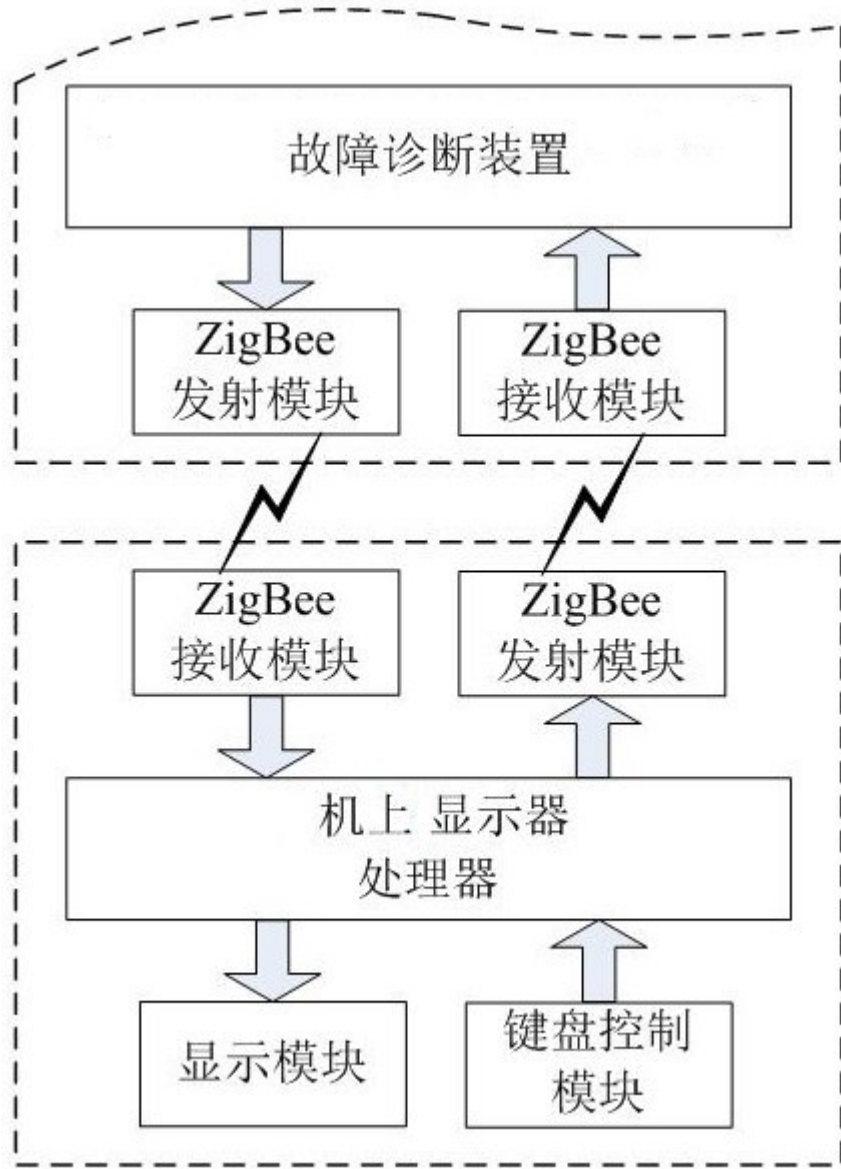 故障诊断装置
ZigBee
发射模块
ZigBee
接收模块
ZigBee
接收模块
ZigBee
发射模块
机上 显示器
处理器
显示模块
键盘控制
模块